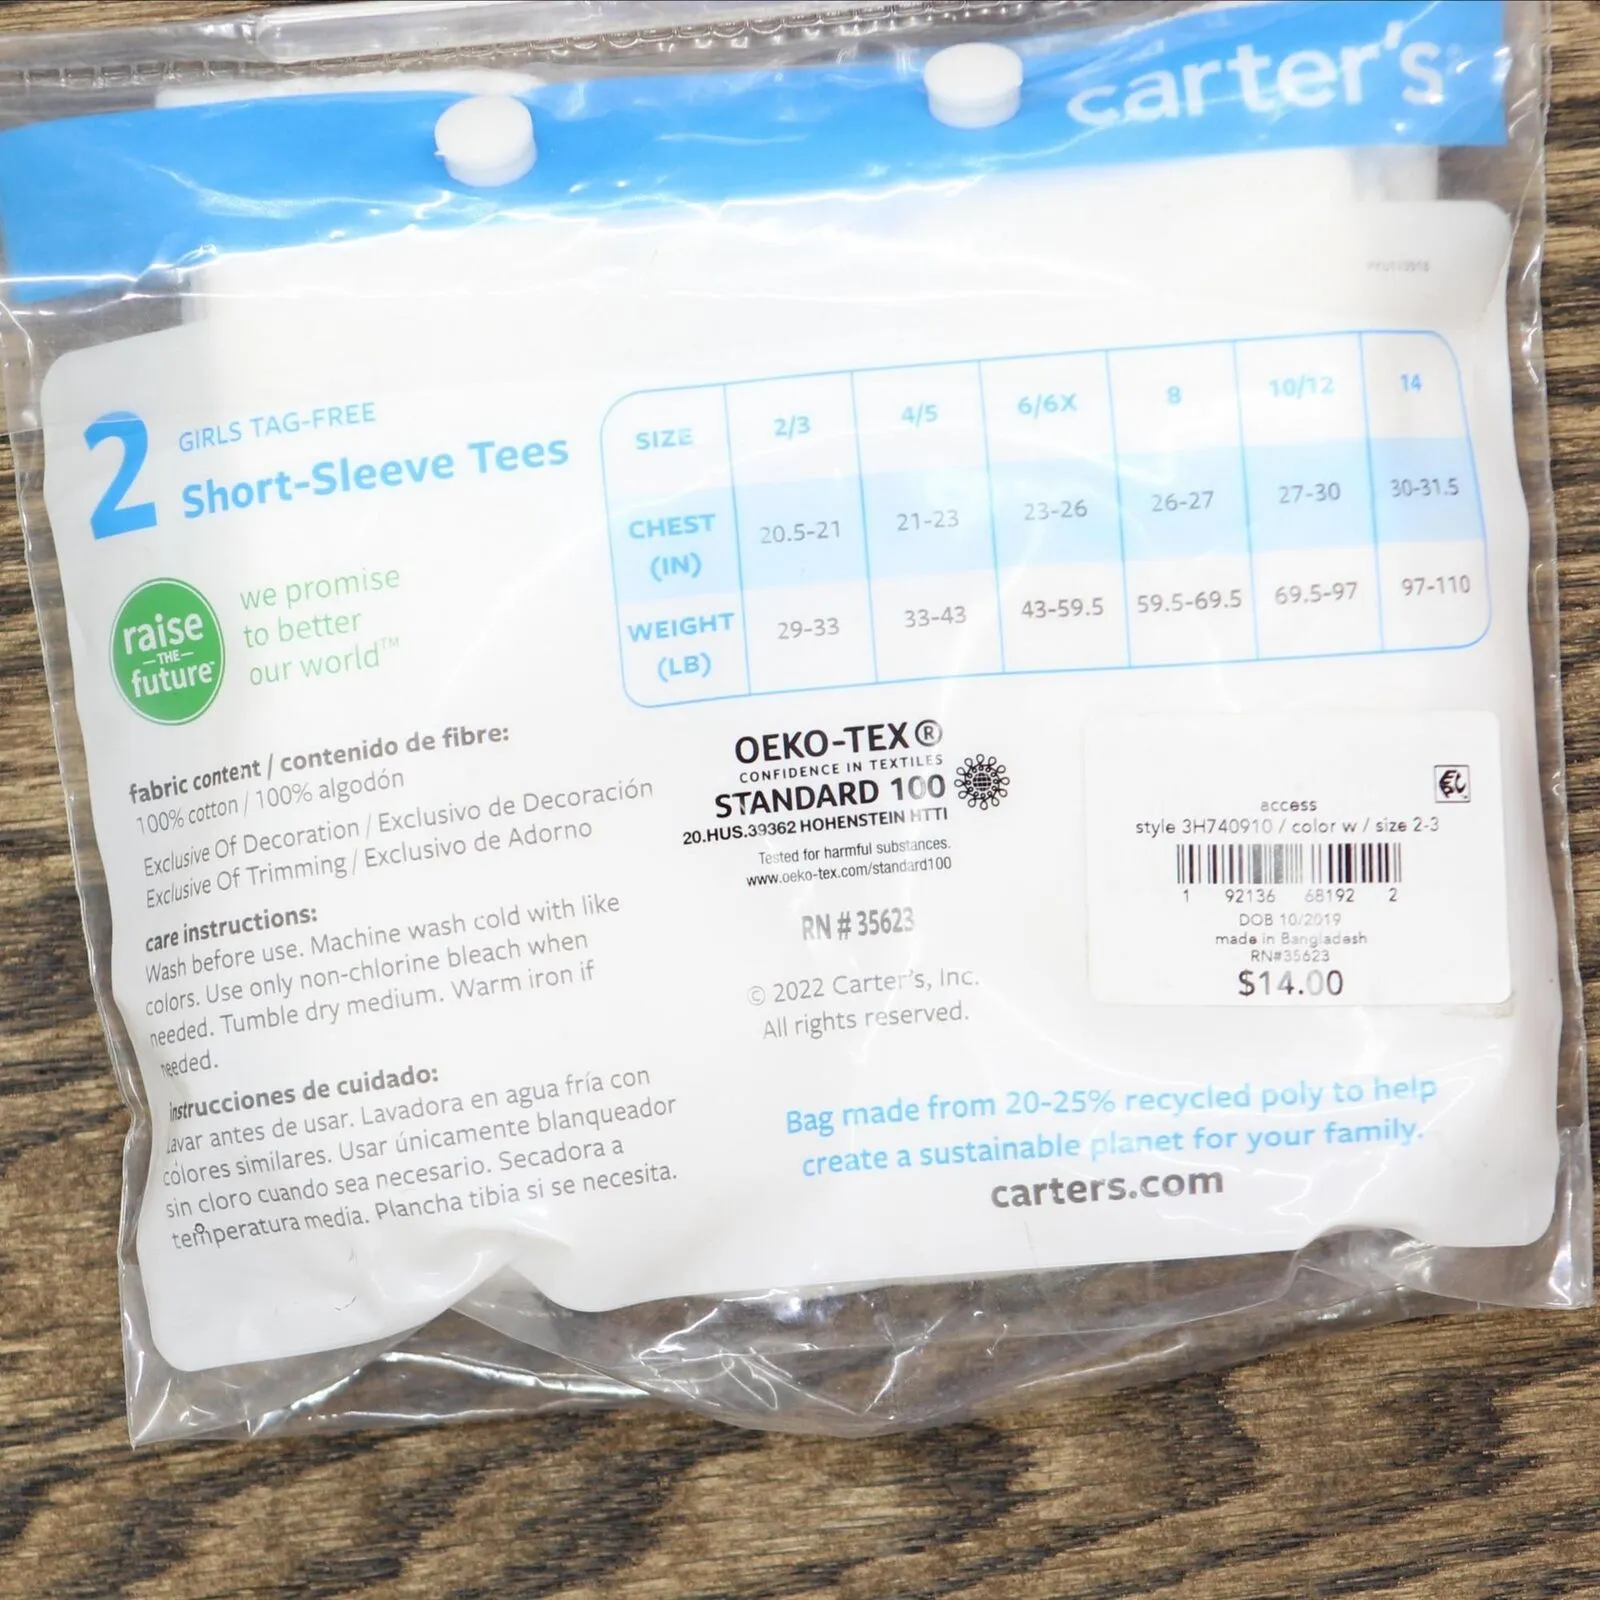 carter's
2
GIRLS TAG-FREE
Short-Sleeve Tees
SIZE 2/3 4/5 6/6X 8 10/12 14
CHEST (IN) 20.5-21 21-23 23-26 26-27 27-30 30-31.5
WEIGHT (LB) 29-33 33-43 43-59.5 59.5-69.5 69.5-97 97-110
raise
THE
future™
we promise
to better
our world™
fabric content / contenido de fibre:
100% cotton / 100% algodón
Exclusive Of Decoration / Exclusivo de Decoración
Exclusive Of Trimming / Exclusivo de Adorno
care instructions:
Wash before use. Machine wash cold with like
colors. Use only non-chlorine bleach when
needed. Tumble dry medium. Warm iron if
needed.
instrucciones de cuidado:
Lavar antes de usar. Lavadora en agua fría con
colores similares. Usar únicamente blanqueador
sin cloro cuando sea necesario. Secadora a
temperatura media. Plancha tibia si se necesita.
OEKO-TEX®
CONFIDENCE IN TEXTILES
STANDARD 100
20.HUS.39362 HOHENSTEIN HTTI
Tested for harmful substances.
www.oeko-tex.com/standard100
RN # 35623
© 2022 Carter's, Inc.
All rights reserved.
access
style 3H740910 / color w / size 2-3
1 92136 68192 2
DOB 10/2019
made in Bangladesh
RN#35623
$14.00
Bag made from 20-25% recycled poly to help
create a sustainable planet for your family.
carters.com